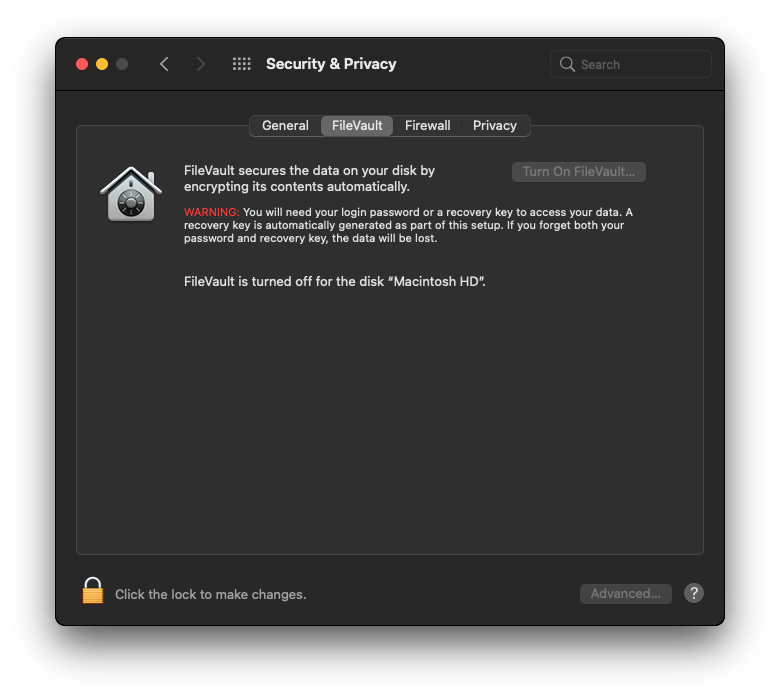 Security & Privacy
Search
General
FileVault
Firewall
Privacy
FileVault secures the data on your disk by
encrypting its contents automatically.
Turn On FileVault...
WARNING: You will need your login password or a recovery key to access your data. A
recovery key is automatically generated as part of this setup. If you forget both your
password and recovery key, the data will be lost.
FileVault is turned off for the disk “Macintosh HD”.
Click the lock to make changes.
Advanced...
?